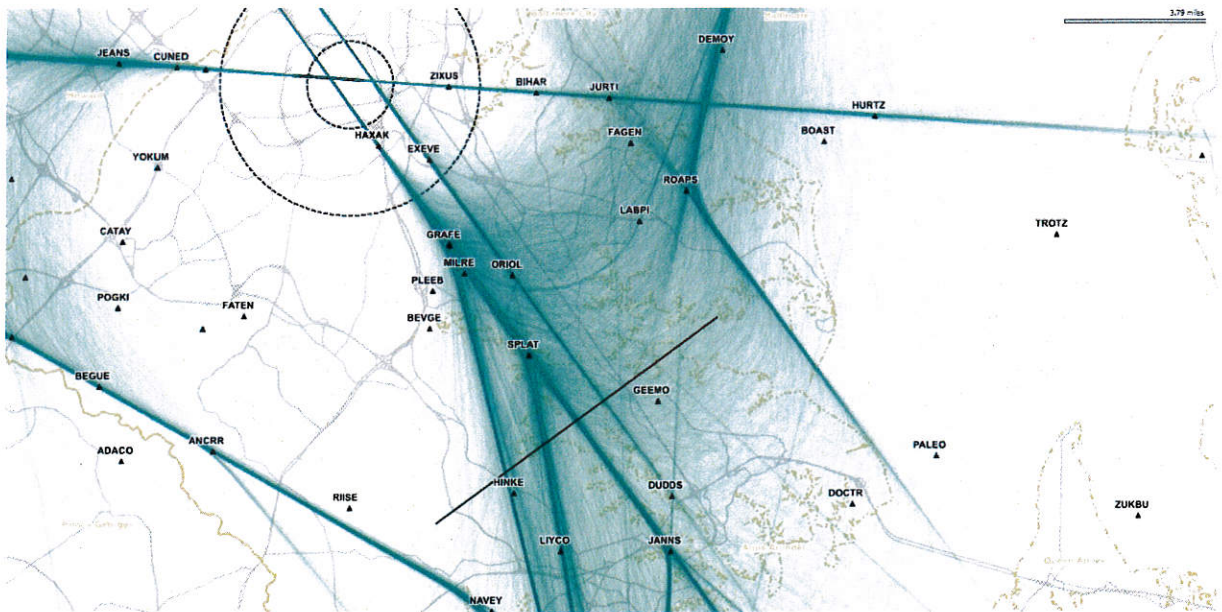 3.79 miles
DEMOY
JEANS
CUNED
ZIXUS
BIHAR
JURTI
HURTZ
HAXAK
EXEVE
FAGEN
BOAST
YOKUM
ROAPS
LABPI
TROTZ
CATAY
GRAFE
MILRE
ORIOL
PLEEB
POGKI
FATEN
BEVGE
SPLAT
BEGUE
GEEMO
ANCRR
ADACO
PALEO
HINKE
DUDDS
RIISE
DOCTR
ZUKBU
LIYCO
JANNS
NAVEY